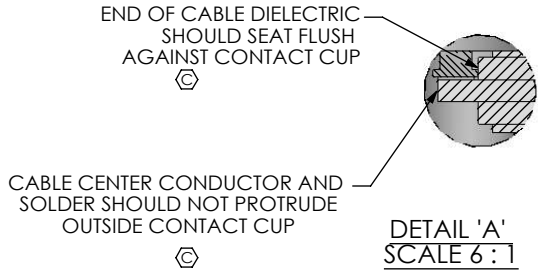 END OF CABLE DIELECTRIC
SHOULD SEAT FLUSH
AGAINST CONTACT CUP
C
CABLE CENTER CONDUCTOR AND
SOLDER SHOULD NOT PROTRUDE
OUTSIDE CONTACT CUP
C
DETAIL 'A'
SCALE 6 : 1